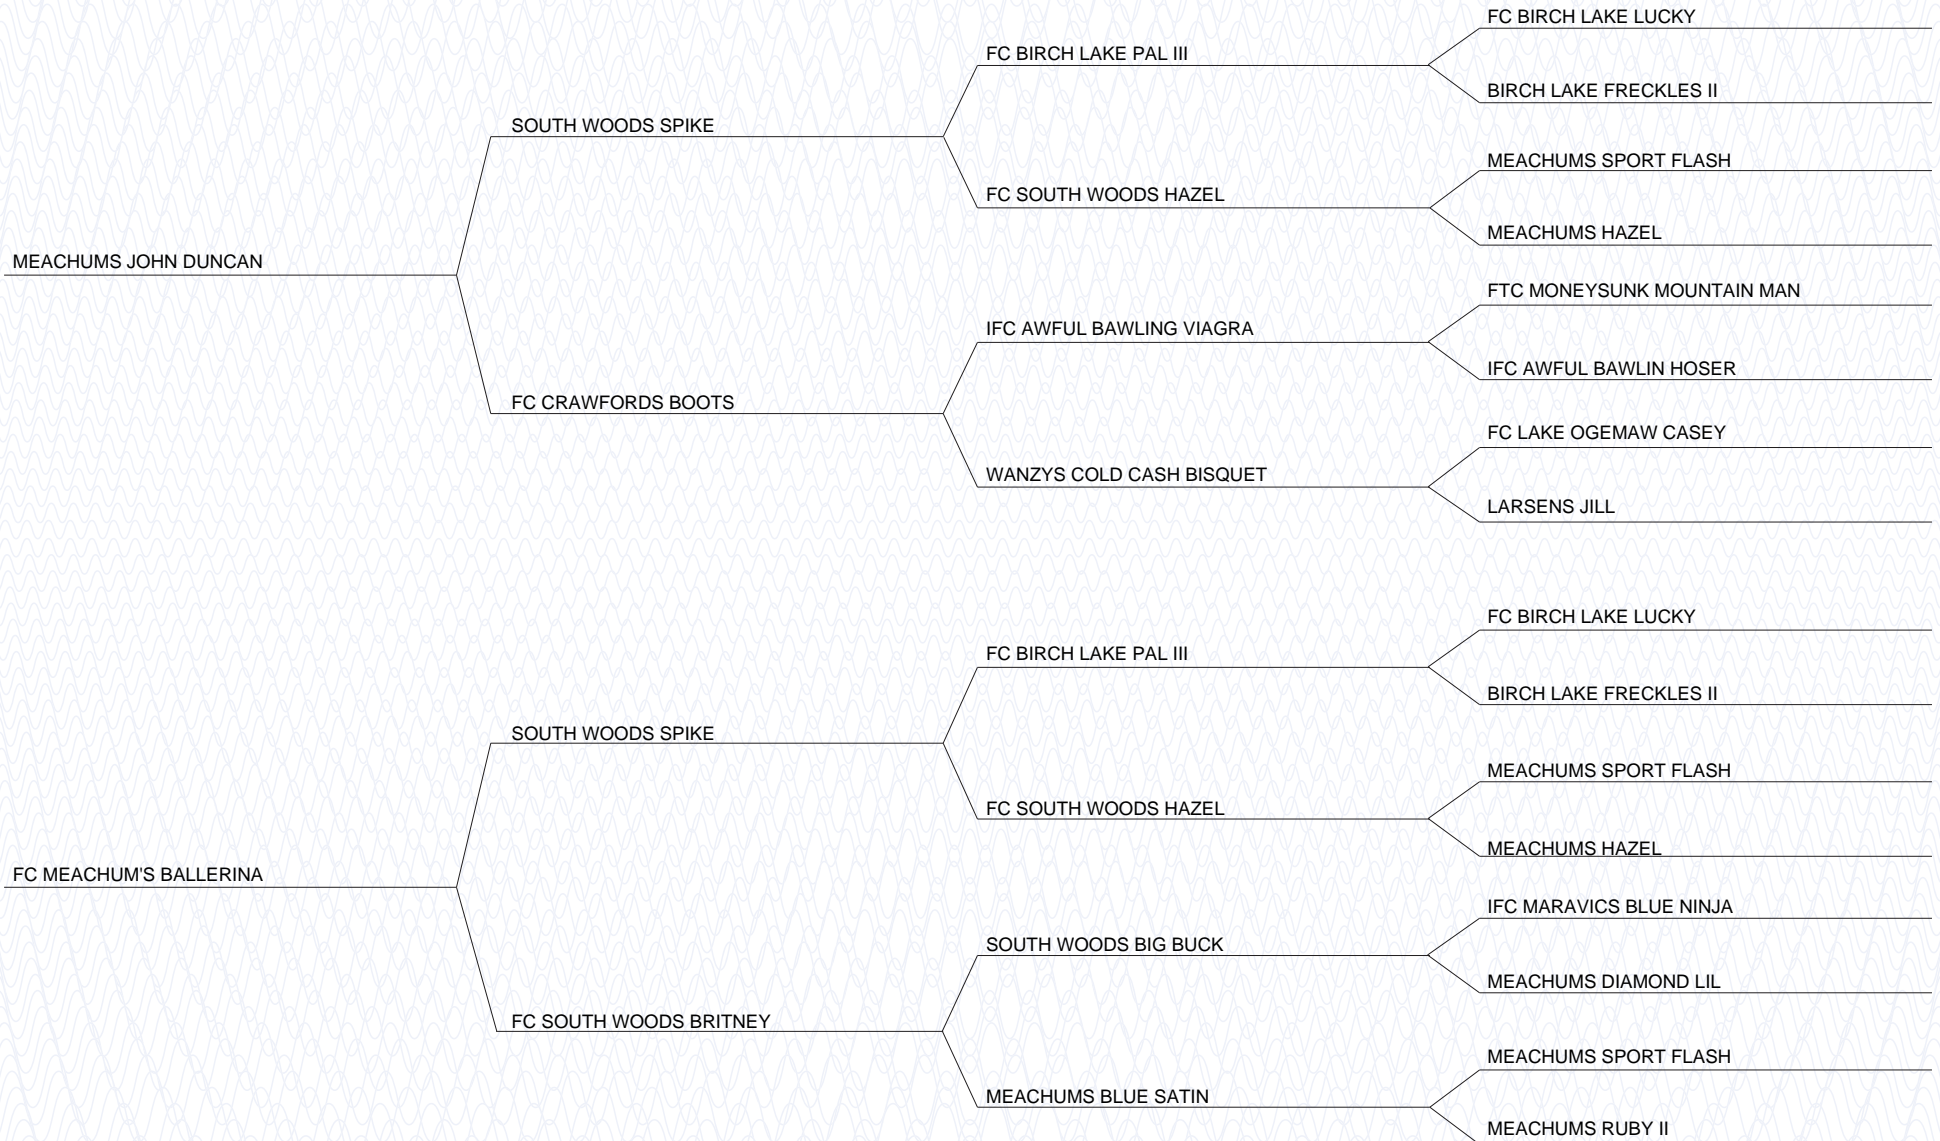 FC BIRCH LAKE LUCKY
FC BIRCH LAKE PAL III
BIRCH LAKE FRECKLES II
SOUTH WOODS SPIKE
MEACHUMS SPORT FLASH
FC SOUTH WOODS HAZEL
MEACHUMS HAZEL
MEACHUMS JOHN DUNCAN
FTC MONEYSUNK MOUNTAIN MAN
IFC AWFUL BAWLING VIAGRA
IFC AWFUL BAWLIN HOSER
FC CRAWFORDS BOOTS
FC LAKE OGEMAW CASEY
WANZYS COLD CASH BISQUET
LARSENS JILL
FC BIRCH LAKE LUCKY
FC BIRCH LAKE PAL III
BIRCH LAKE FRECKLES II
SOUTH WOODS SPIKE
MEACHUMS SPORT FLASH
FC SOUTH WOODS HAZEL
MEACHUMS HAZEL
FC MEACHUM'S BALLERINA
IFC MARAVICS BLUE NINJA
SOUTH WOODS BIG BUCK
MEACHUMS DIAMOND LIL
FC SOUTH WOODS BRITNEY
MEACHUMS SPORT FLASH
MEACHUMS BLUE SATIN
MEACHUMS RUBY II